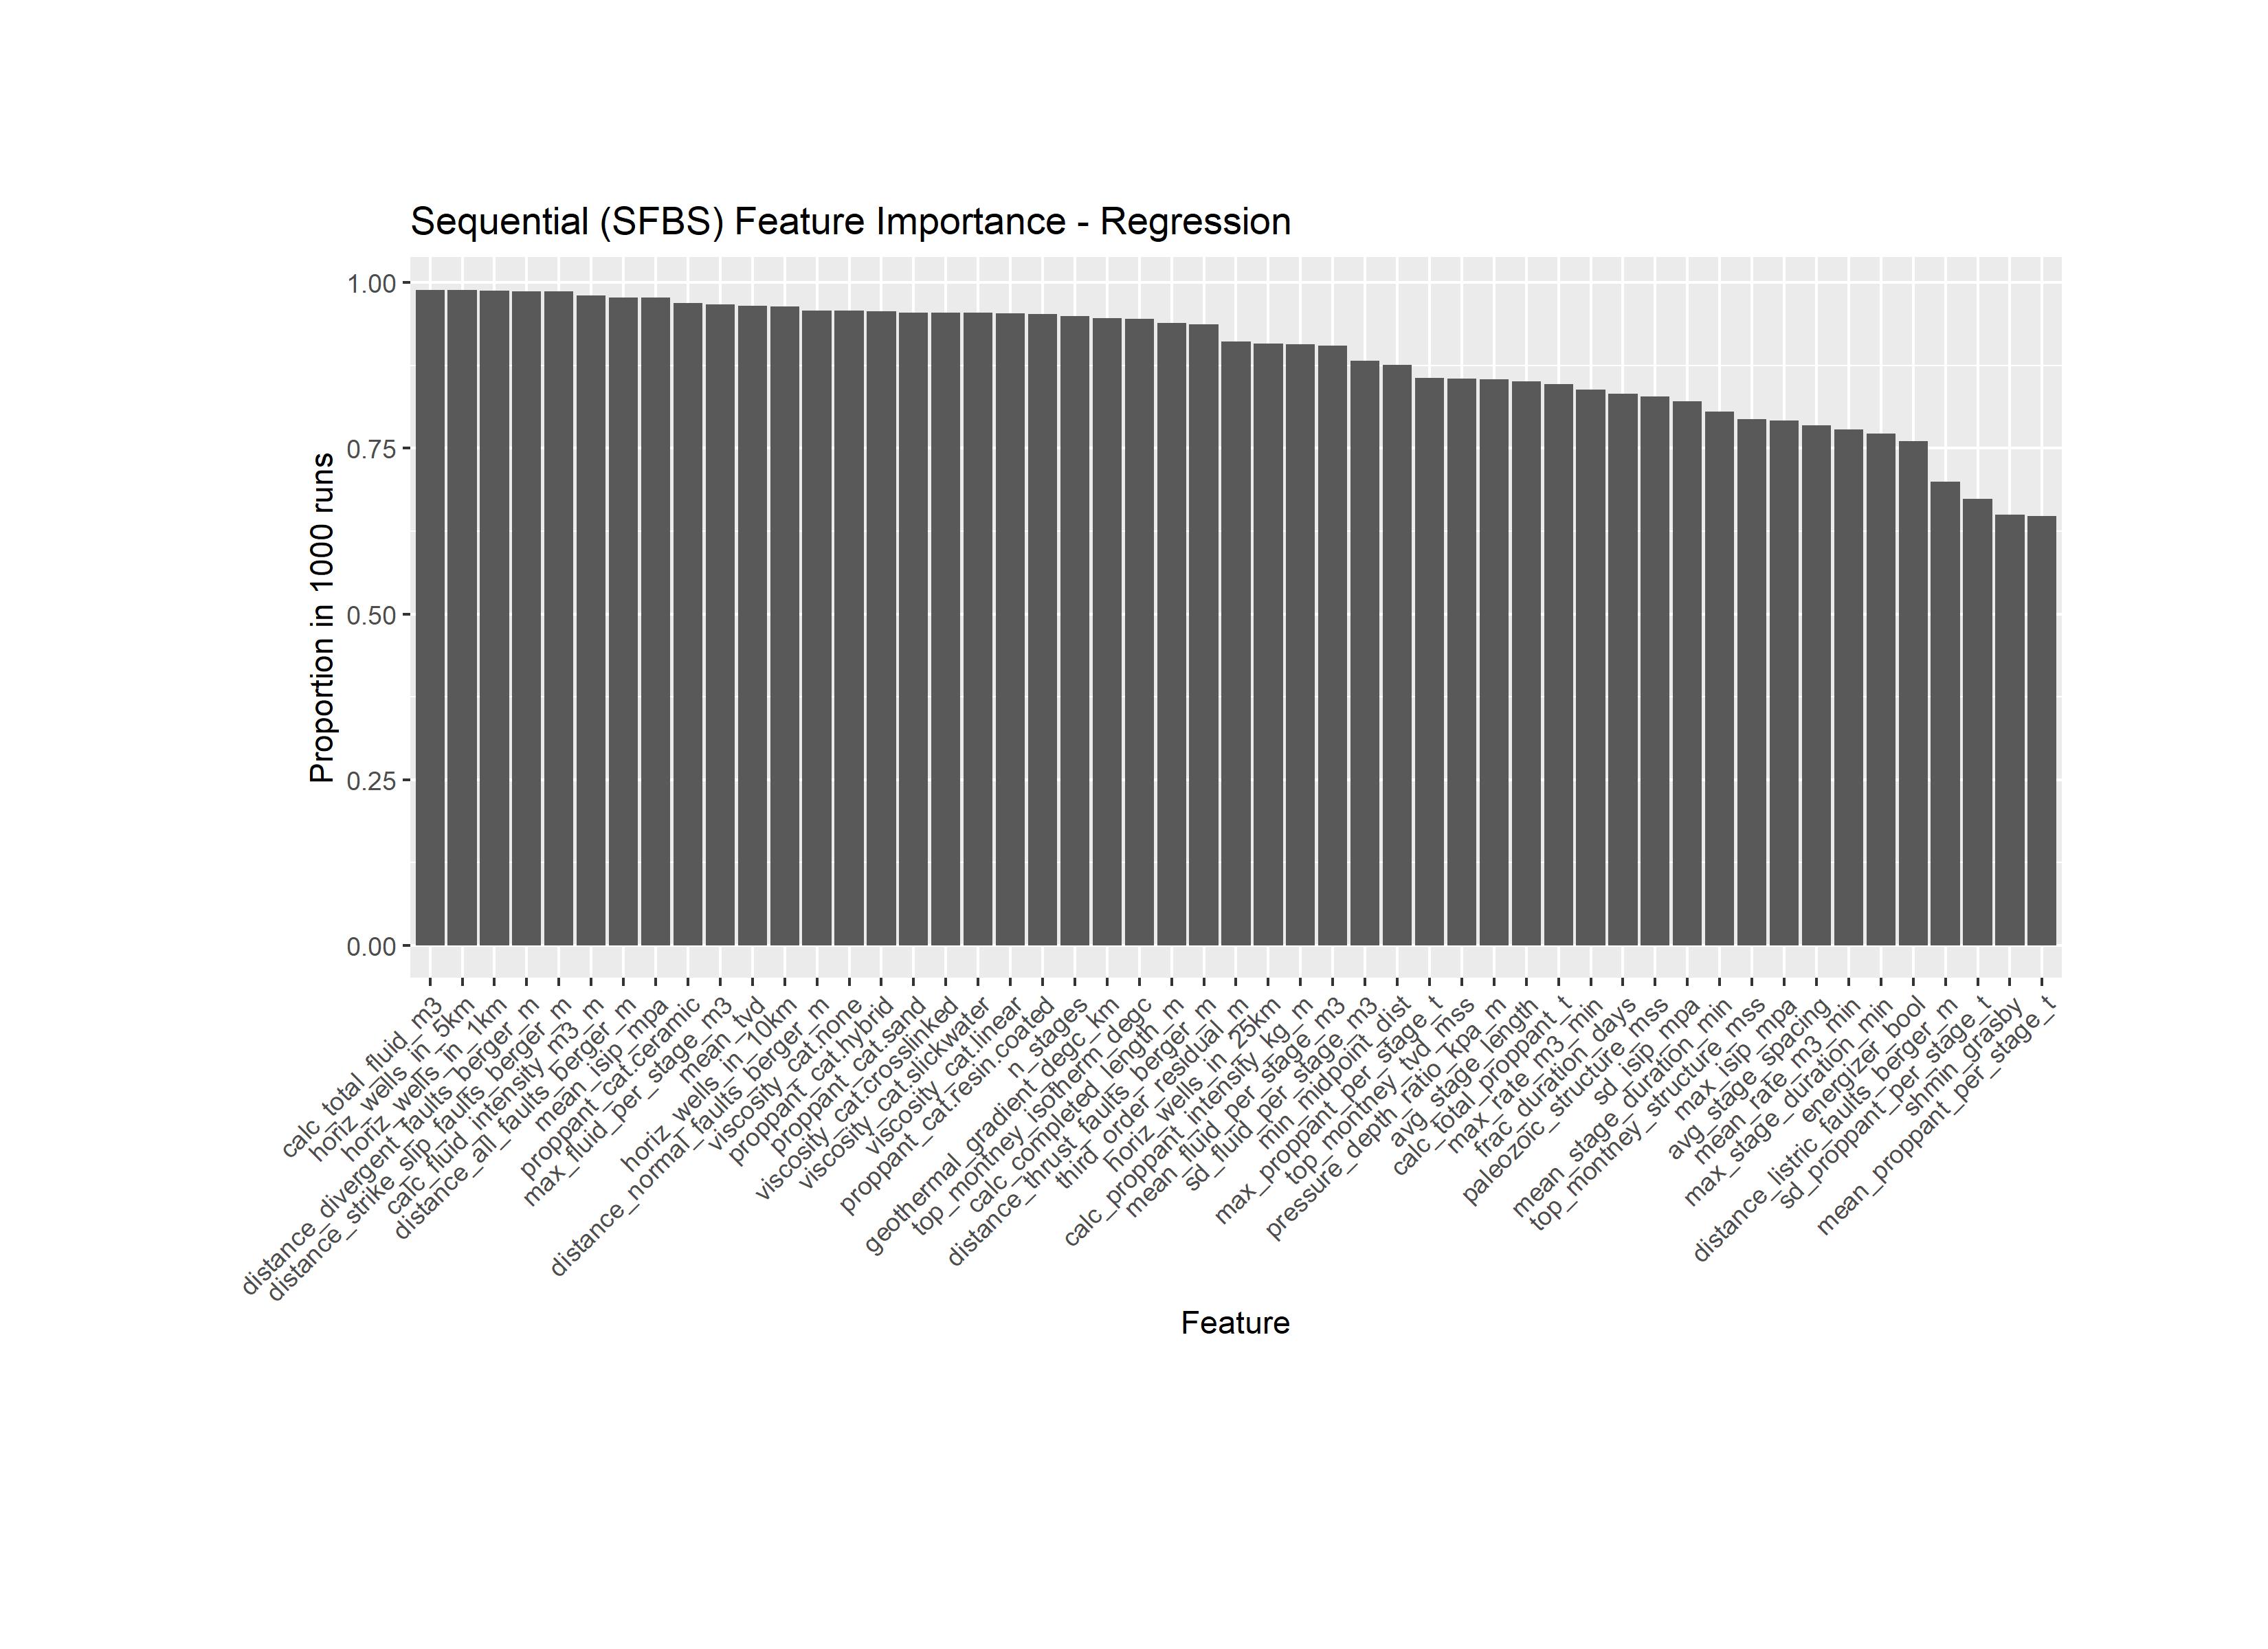 Sequential (SFBS) Feature Importance - Regression
Proportion in 1000 runs
1.00
0.75
0.50
0.25
0.00
calc_total_fluid_m3
horiz_wells_in_5km
horiz_wells_in_1km
distance_divergent_faults_berger_m
distance_strike_slip_faults_berger_m
calc_fluid_intensity_m3_m
distance_all_faults_berger_m
mean_isip_mpa
proppant_cat.ceramic
max_fluid_per_stage_m3
mean_tvd
horiz_wells_in_10km
distance_normal_faults_berger_m
viscosity_cat.none
proppant_cat.hybrid
proppant_cat.sand
viscosity_cat.crosslinked
viscosity_cat.slickwater
viscosity_cat.linear
proppant_cat.resin.coated
n_stages
geothermal_gradient_degc_km
top_montney_isotherm_degc
calc_completed_length_m
distance_thrust_faults_berger_m
third_order_residual_m
horiz_wells_in_25km
calc_proppant_intensity_kg_m
mean_fluid_per_stage_m3
sd_fluid_per_stage_m3
min_midpoint_dist
max_proppant_per_stage_t
top_montney_tvd_mss
pressure_depth_ratio_kpa_m
avg_stage_length
calc_total_proppant_t
max_rate_m3_min
frac_duration_days
paleozoic_structure_mss
sd_isip_mpa
mean_stage_duration_min
top_montney_structure_mss
max_isip_mpa
avg_stage_spacing
mean_rate_m3_min
max_stage_duration_min
energizer_bool
distance_listric_faults_berger_m
sd_proppant_per_stage_t
shmin_grasby
mean_proppant_per_stage_t
Feature